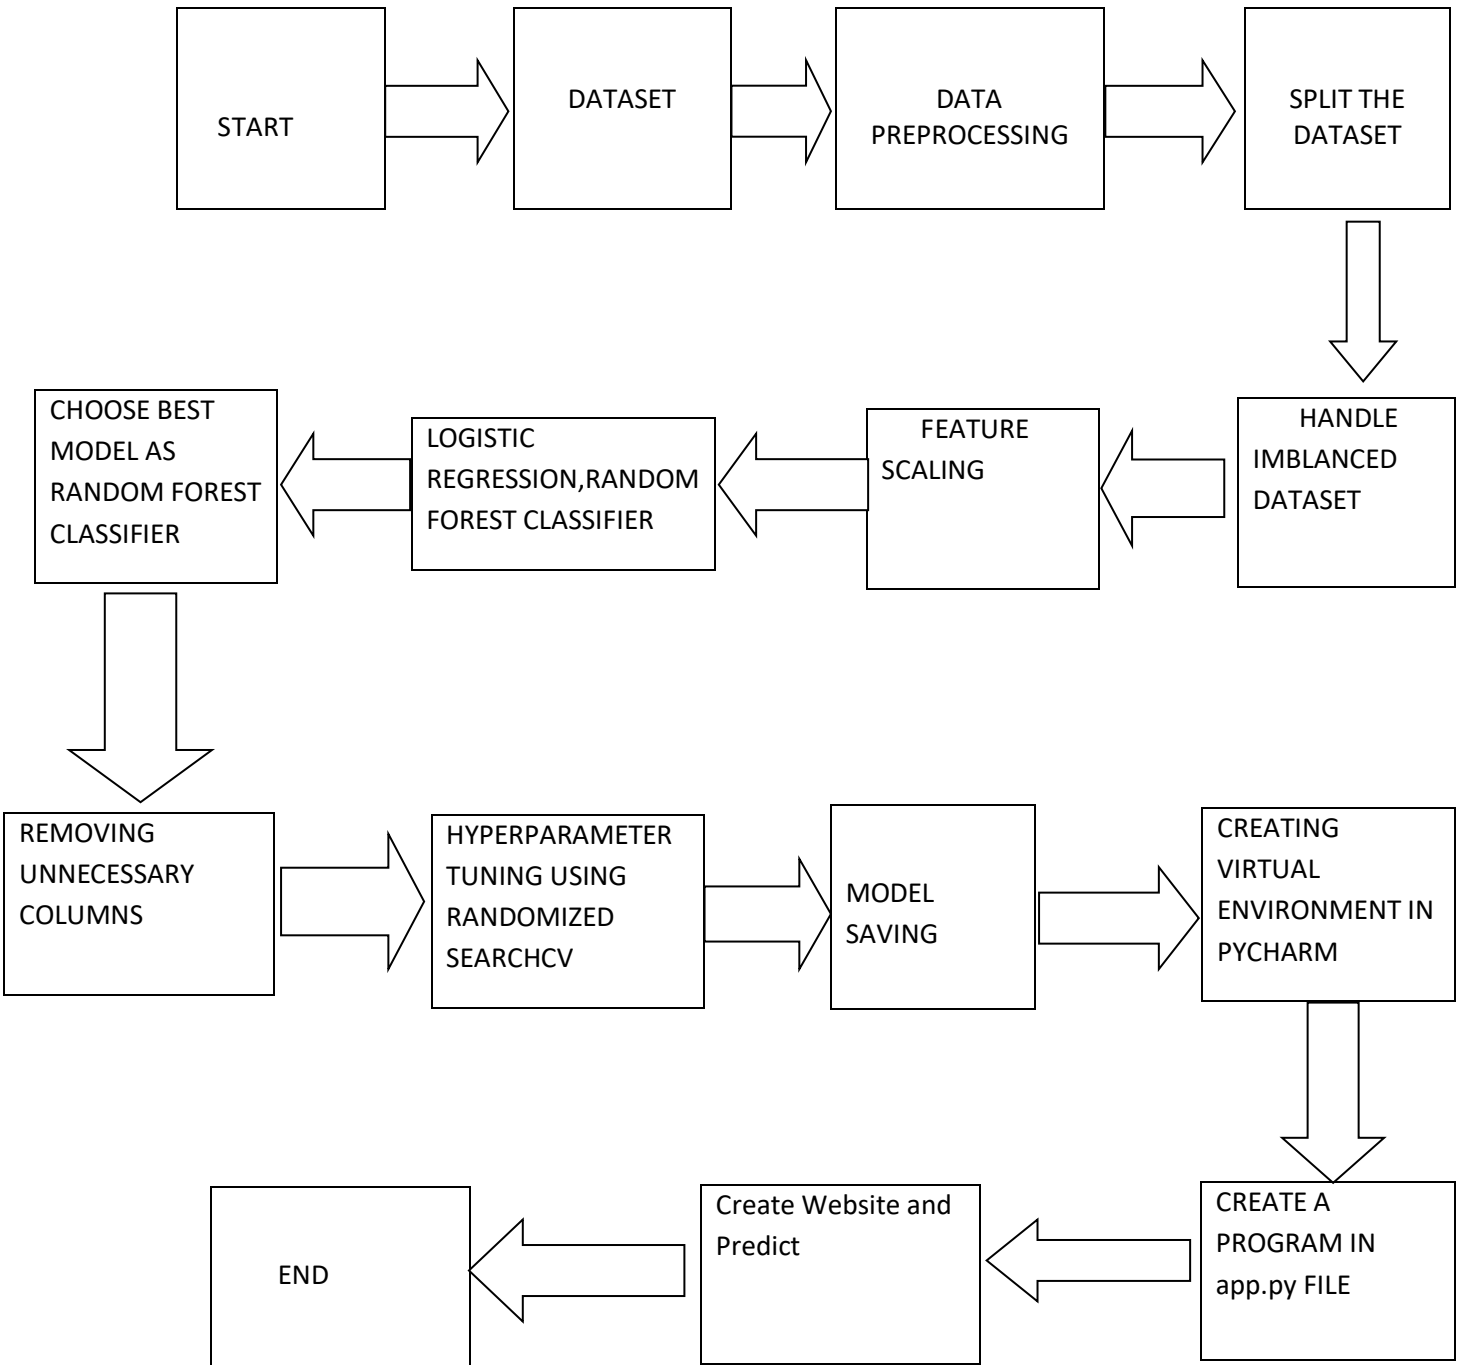 START
DATASET
DATA
PREPROCESSING
SPLIT THE
DATASET
HANDLE
IMBLANCED
DATASET
FEATURE
SCALING
LOGISTIC
REGRESSION,RANDOM
FOREST CLASSIFIER
CHOOSE BEST
MODEL AS
RANDOM FOREST
CLASSIFIER
REMOVING
UNNECESSARY
COLUMNS
HYPERPARAMETER
TUNING USING
RANDOMIZED
SEARCHCV
MODEL
SAVING
CREATING
VIRTUAL
ENVIRONMENT IN
PYCHARM
CREATE A
PROGRAM IN
app.py FILE
Create Website and
Predict
END